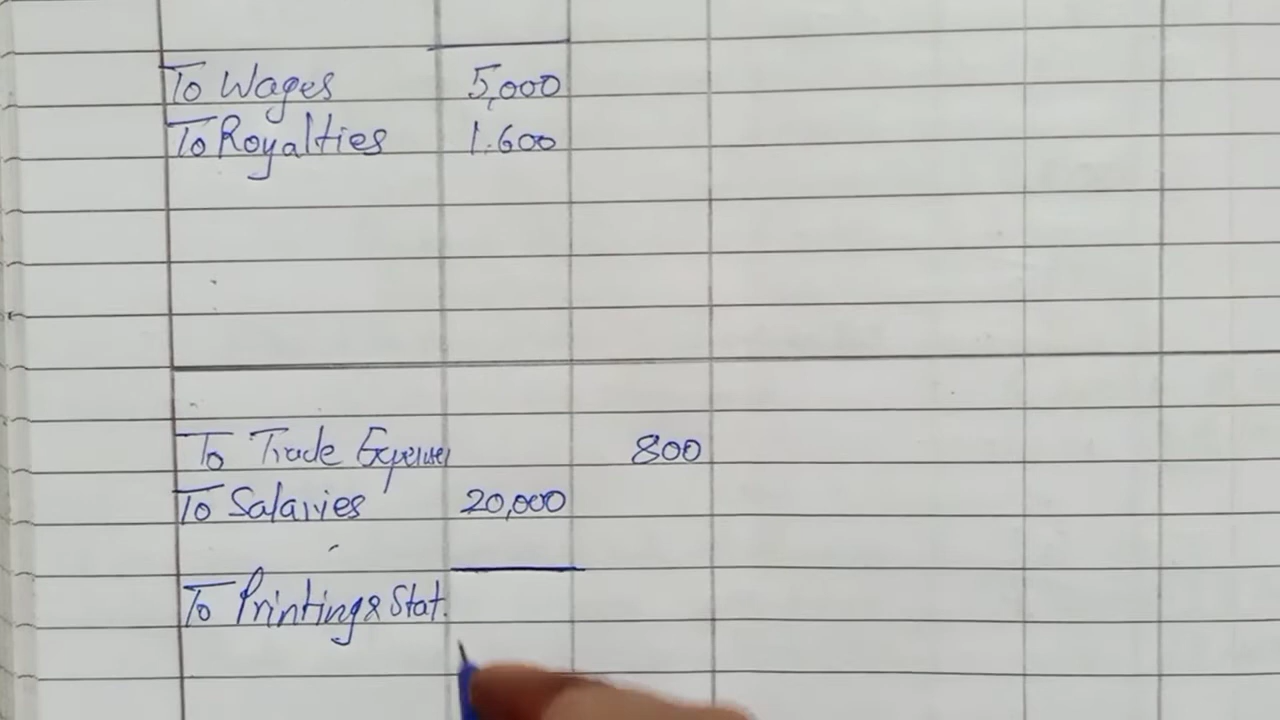 To Wages 5,000
To Royalties 1.600
To Trade Expenses 800
To Salaries 20,000
To Printing & Stat.